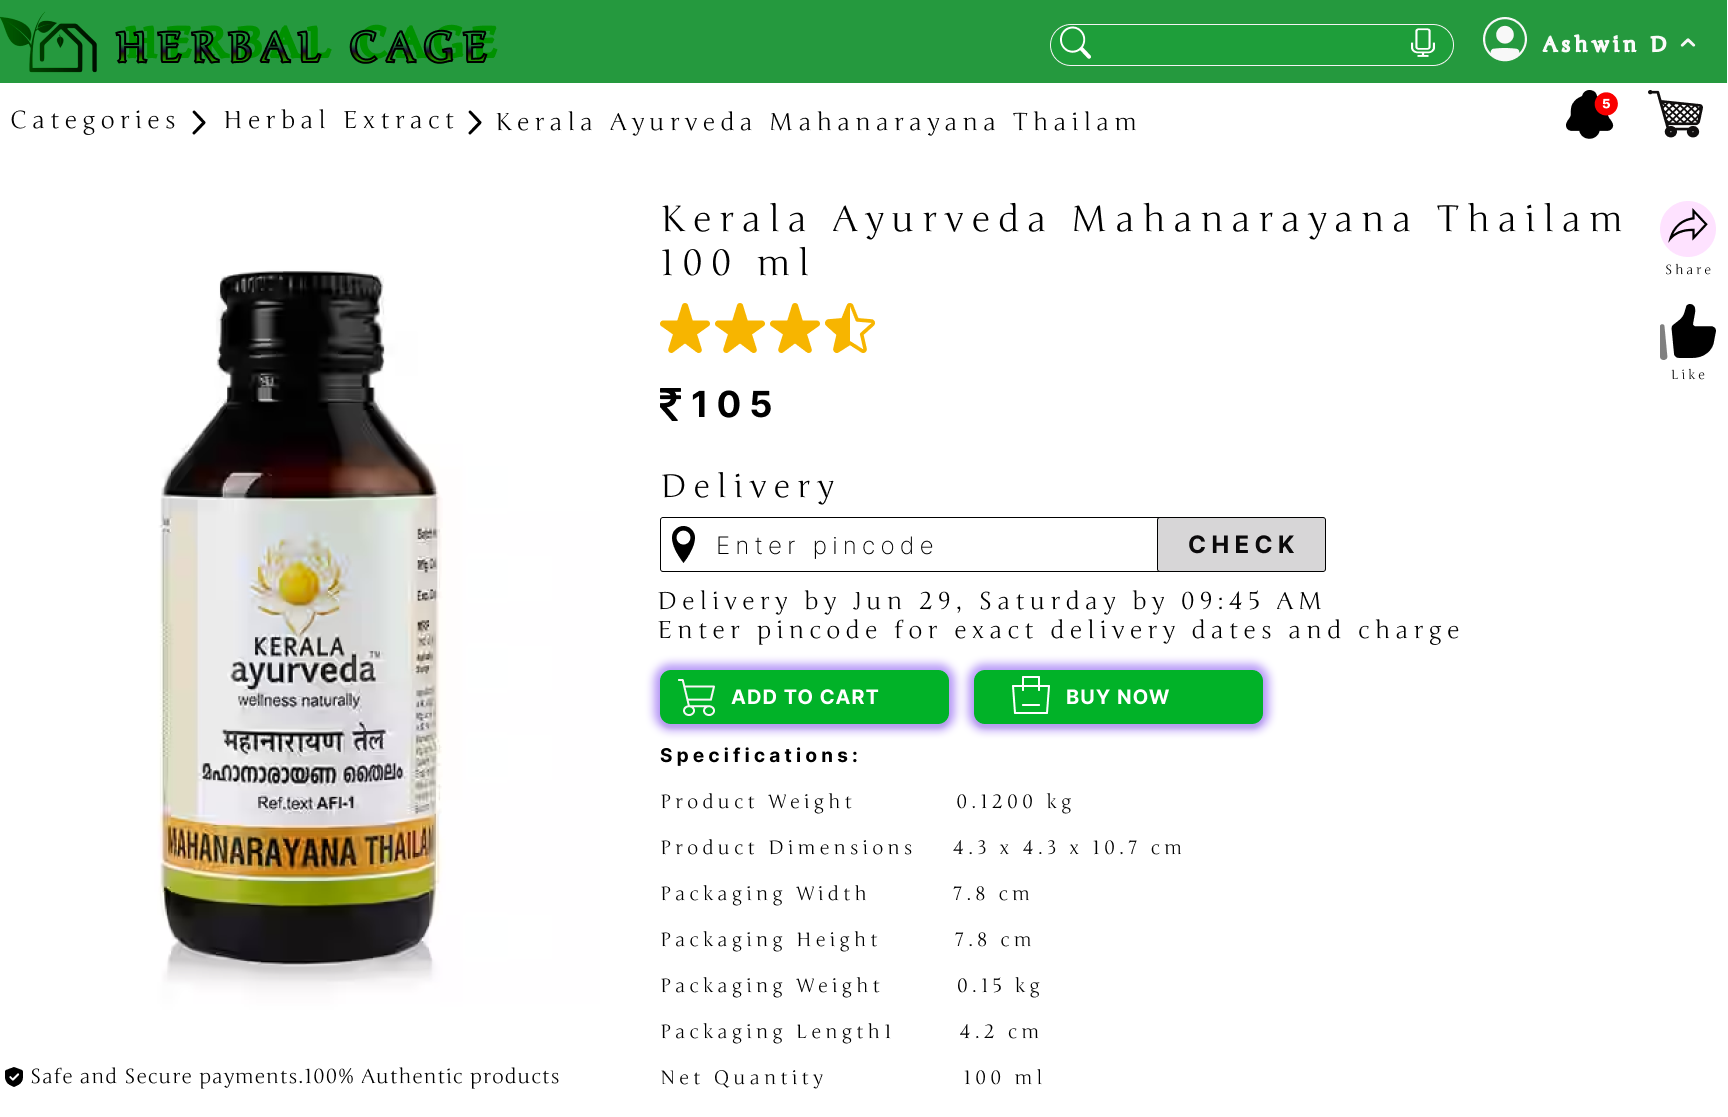 HERBAL CAGE
Ashwin D
Categories
Herbal Extract
Kerala Ayurveda Mahanarayana Thailam
5
Kerala Ayurveda Mahanarayana Thailam
100 ml
Share
Like
₹105
Delivery
Enter pincode
CHECK
Delivery by Jun 29, Saturday by 09:45 AM
Enter pincode for exact delivery dates and charge
ADD TO CART
BUY NOW
Specifications:
Product Weight 0.1200 kg
Product Dimensions 4.3 x 4.3 x 10.7 cm
Packaging Width 7.8 cm
Packaging Height 7.8 cm
Packaging Weight 0.15 kg
Packaging Length1 4.2 cm
Net Quantity 100 ml
KERALA
ayurveda™
wellness naturally
महानारायण तेल
മഹാനാരായണ തൈലം
Ref.text AFI-1
MAHANARAYANA THAILAM
Safe and Secure payments.100% Authentic products